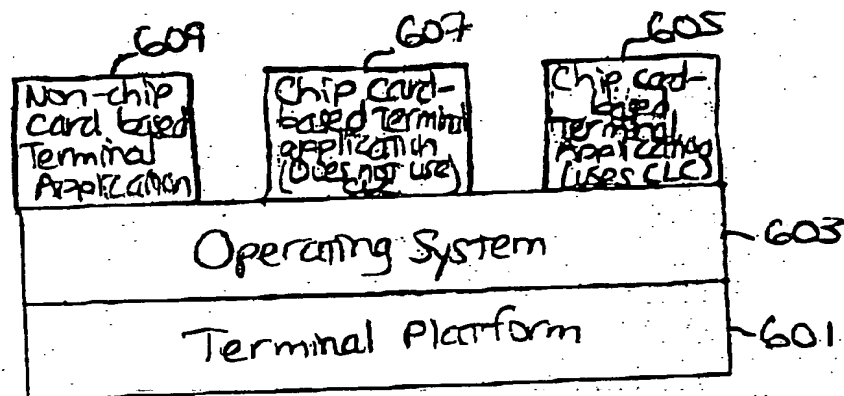 609
607
605
Non-chip
card based
Terminal
Application
Chip card-
based Terminal
application
(Does not use)
Chip card-
based
Terminal
Application
(uses CLC)
Operating System
603
Terminal Platform
601